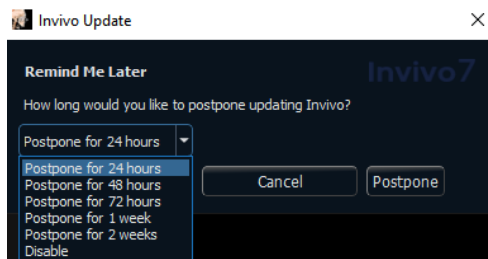 Invivo Update
Remind Me Later
Invivo7
How long would you like to postpone updating Invivo?
Postpone for 24 hours
Postpone for 24 hours
Postpone for 48 hours
Postpone for 72 hours
Postpone for 1 week
Postpone for 2 weeks
Disable
Cancel
Postpone